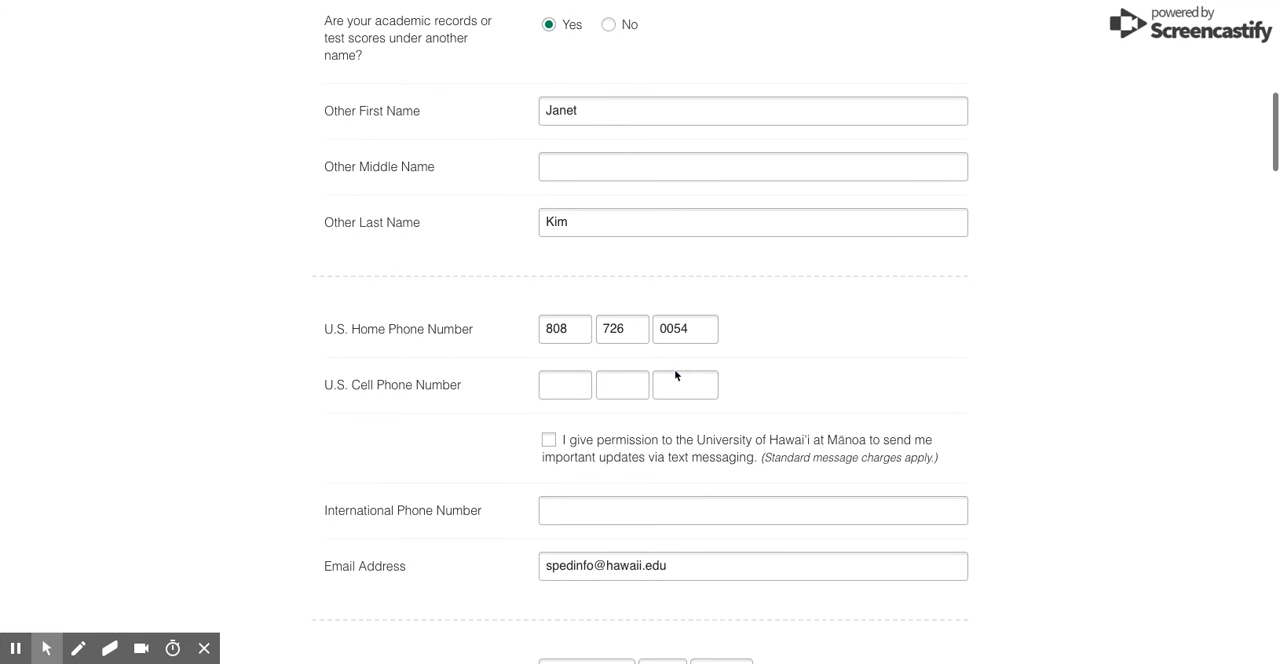 powered by
Screencastify
Are your academic records or
test scores under another
name?
Yes
No
Other First Name
Janet
Other Middle Name
Other Last Name
Kim
U.S. Home Phone Number
808
726
0054
U.S. Cell Phone Number
I give permission to the University of Hawai'i at Mānoa to send me
important updates via text messaging. (Standard message charges apply.)
International Phone Number
Email Address
spedinfo@hawaii.edu